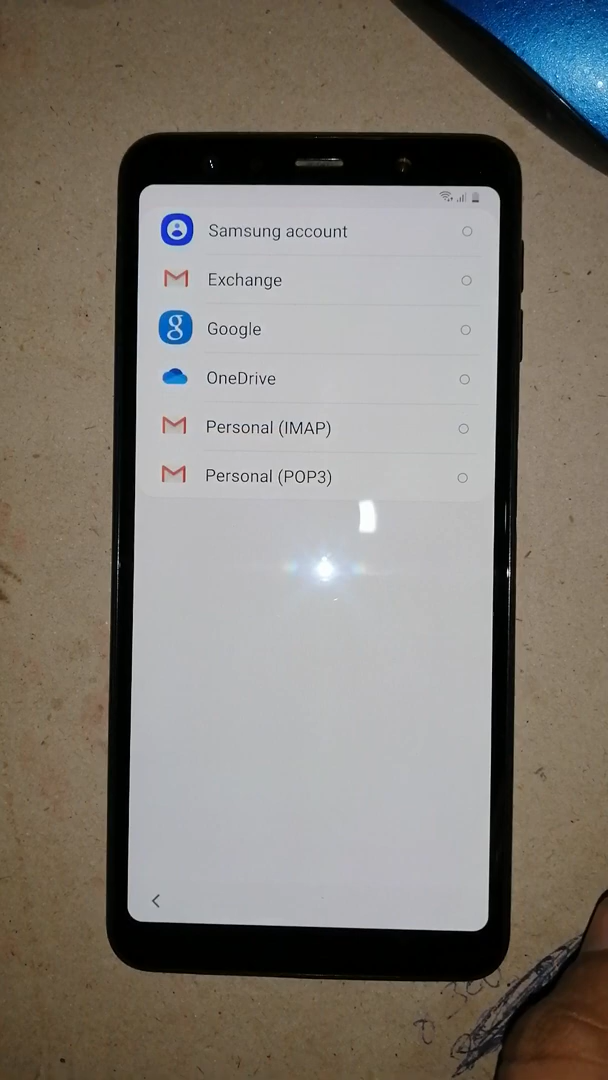 Samsung account
Exchange
Google
OneDrive
Personal (IMAP)
Personal (POP3)